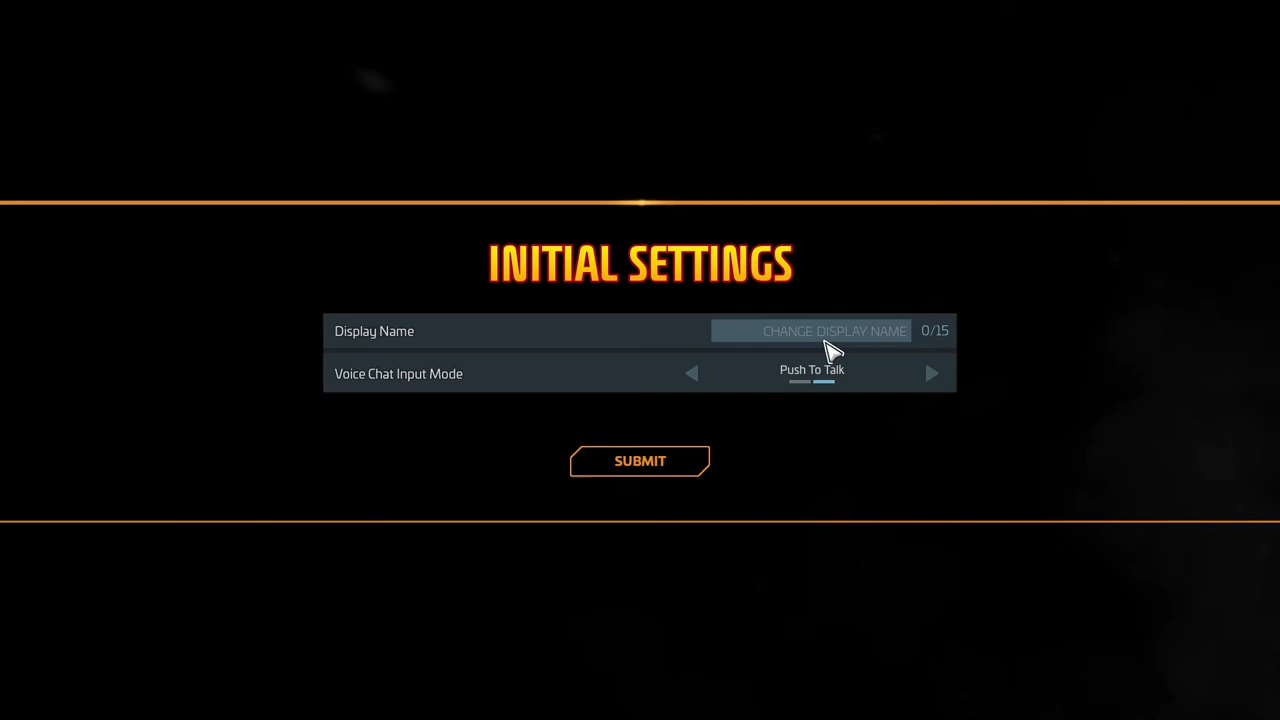 INITIAL SETTINGS
Display Name CHANGE DISPLAY NAME 0/15
Voice Chat Input Mode Push To Talk
SUBMIT